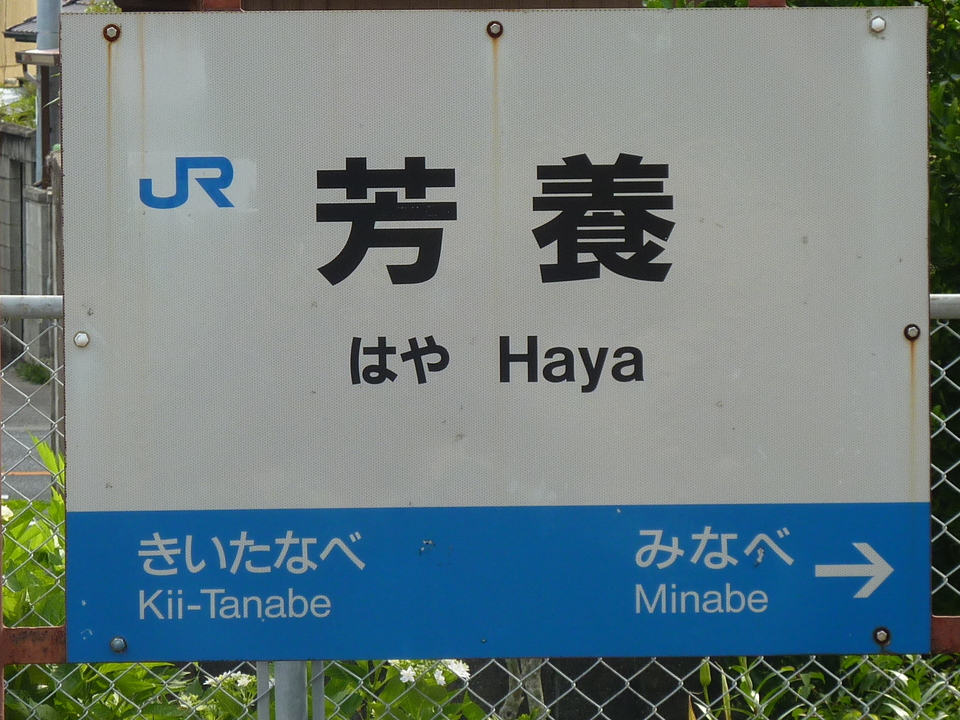 JR
芳養
はや Haya
きいたなべ
Kii-Tanabe
みなべ →
Minabe